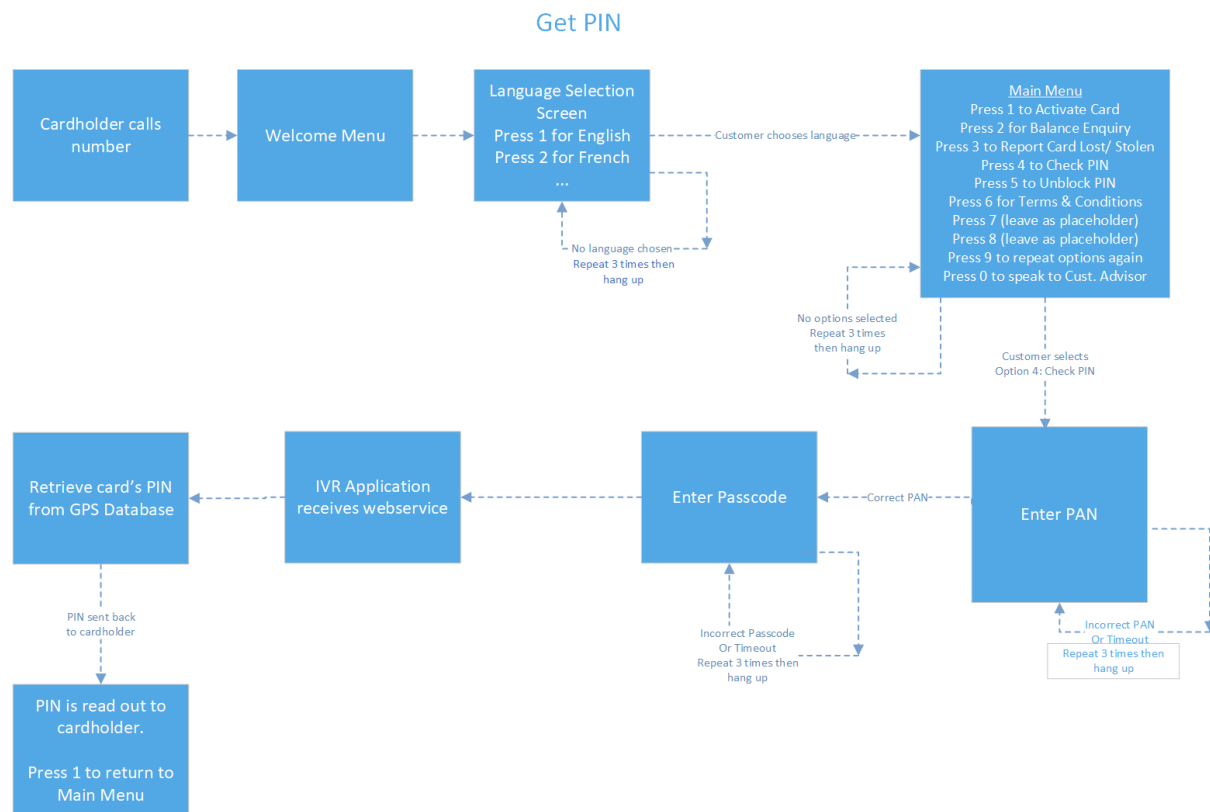 Get PIN
Cardholder calls
number
Welcome Menu
Language Selection
Screen
Press 1 for English
Press 2 for French
...
Customer chooses language
No language chosen
Repeat 3 times then
hang up
Main Menu
Press 1 to Activate Card
Press 2 for Balance Enquiry
Press 3 to Report Card Lost/ Stolen
Press 4 to Check PIN
Press 5 to Unblock PIN
Press 6 for Terms & Conditions
Press 7 (leave as placeholder)
Press 8 (leave as placeholder)
Press 9 to repeat options again
Press 0 to speak to Cust. Advisor
No options selected
Repeat 3 times
then hang up
Customer selects
Option 4: Check PIN
Enter PAN
Incorrect PAN
Or Timeout
Repeat 3 times then
hang up
Correct PAN
Enter Passcode
Incorrect Passcode
Or Timeout
Repeat 3 times then
hang up
IVR Application
receives webservice
Retrieve card’s PIN
from GPS Database
PIN sent back
to cardholder
PIN is read out to
cardholder.
Press 1 to return to
Main Menu